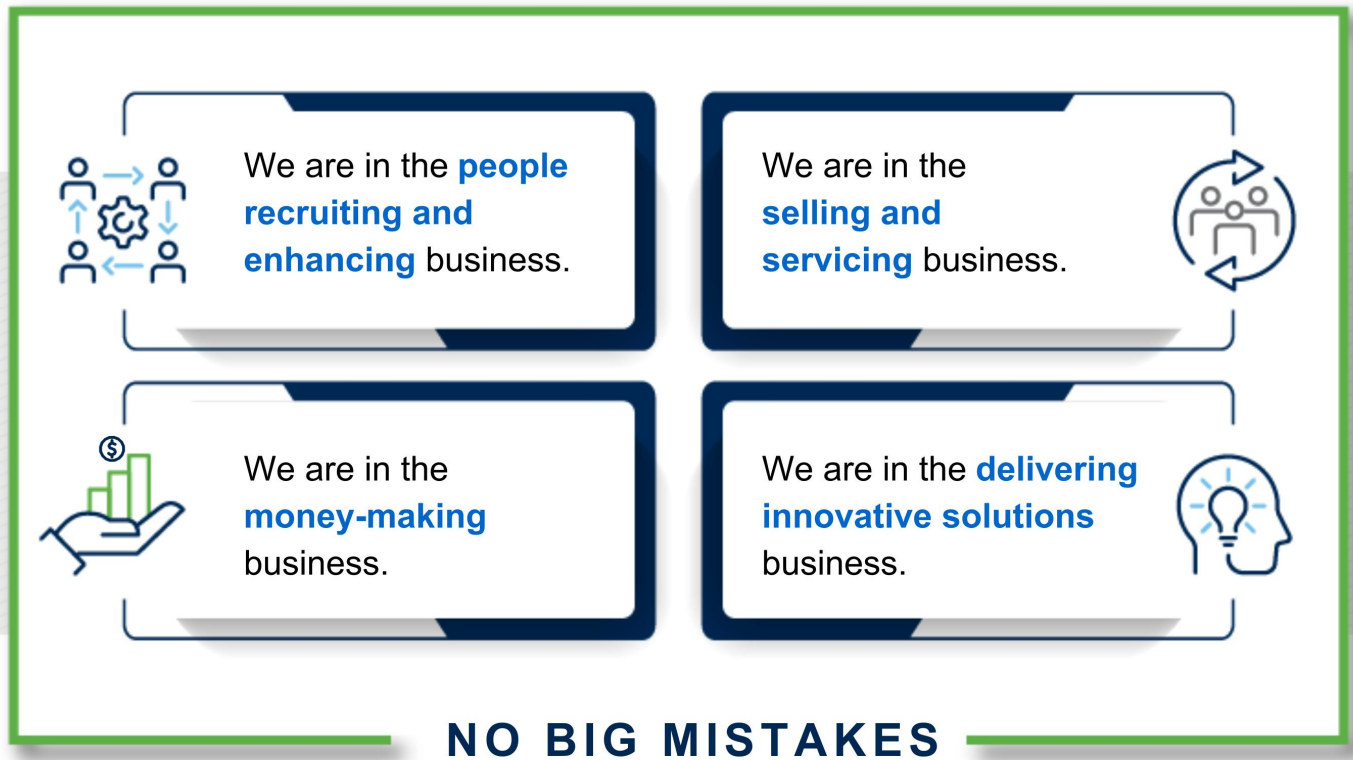 We are in the people
recruiting and
enhancing business.
We are in the
selling and
servicing business.
We are in the
money-making
business.
We are in the delivering
innovative solutions
business.
$
NO BIG MISTAKES